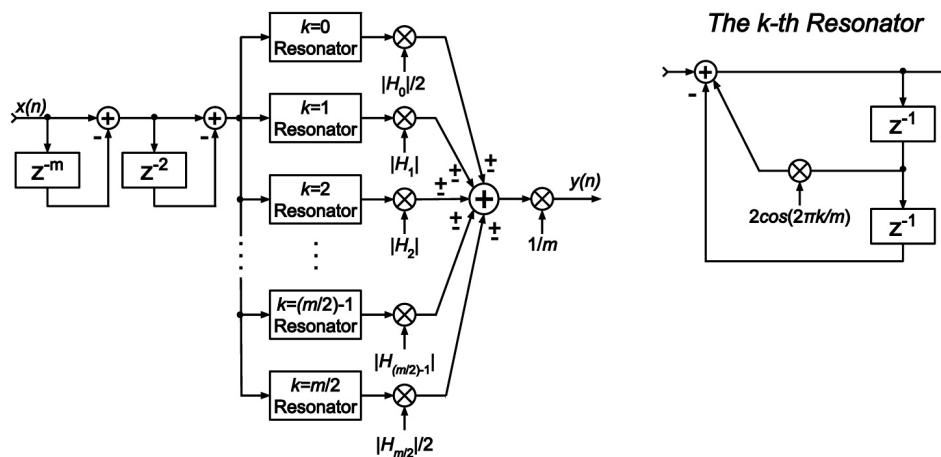 The k-th Resonator
x(n)
-
-
z⁻ᵐ
z⁻²
k=0
Resonator
|H₀|/2
k=1
Resonator
|H₁|
k=2
Resonator
|H₂|
k=(m/2)-1
Resonator
|H₍ₘ/₂₎₋₁|
k=m/2
Resonator
|Hₘ/₂|/2
±
±
±
±
±
+
y(n)
1/m
+
-
z⁻¹
2cos(2πk/m)
z⁻¹